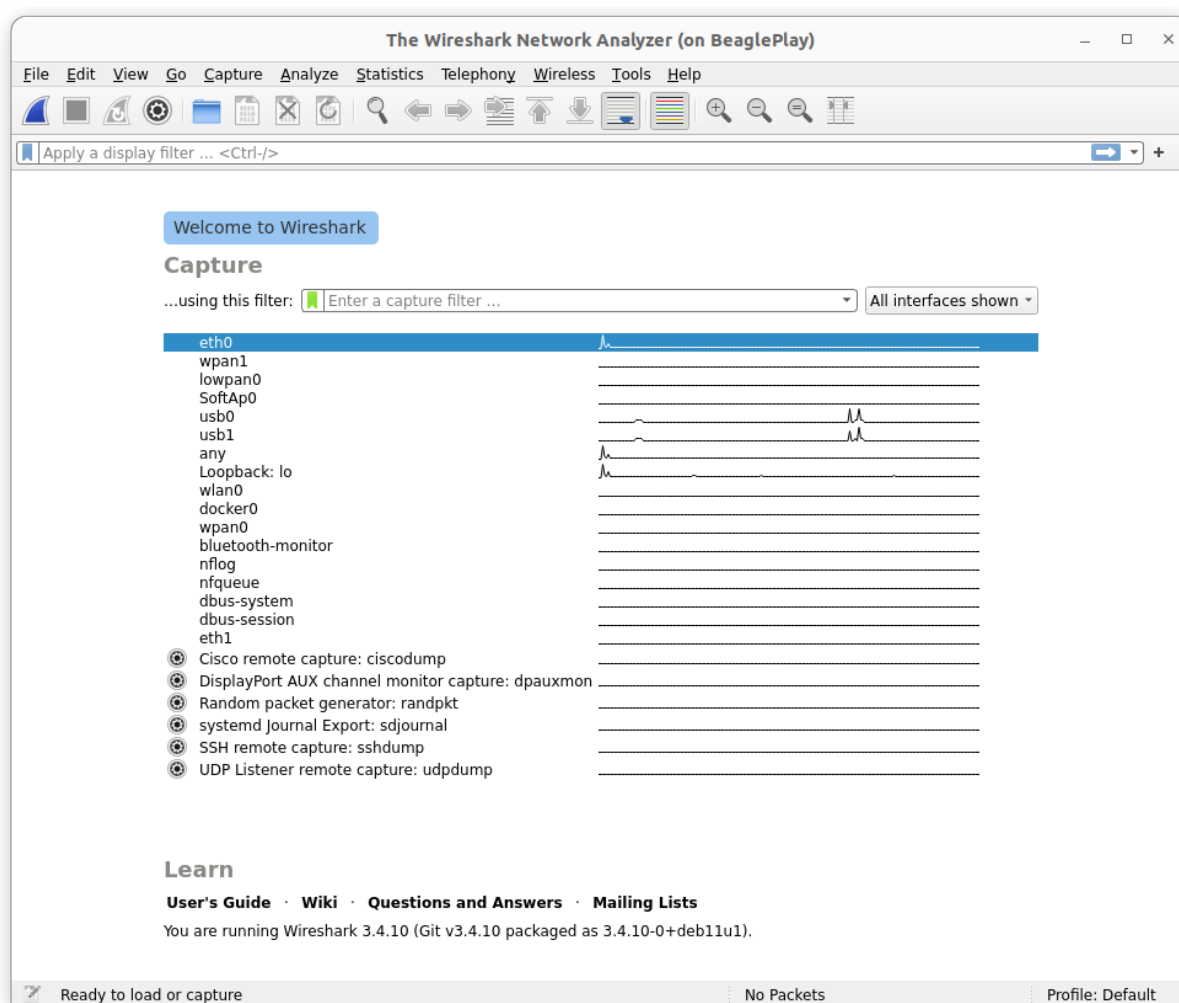 The Wireshark Network Analyzer (on BeaglePlay)
File Edit View Go Capture Analyze Statistics Telephony Wireless Tools Help
Apply a display filter ... <Ctrl-/>
Welcome to Wireshark
Capture
...using this filter: Enter a capture filter ... All interfaces shown
eth0
wpan1
lowpan0
SoftAp0
usb0
usb1
any
Loopback: lo
wlan0
docker0
wpan0
bluetooth-monitor
nflog
nfqueue
dbus-system
dbus-session
eth1
Cisco remote capture: ciscodump
DisplayPort AUX channel monitor capture: dpauxmon
Random packet generator: randpkt
systemd Journal Export: sdjournal
SSH remote capture: sshdump
UDP Listener remote capture: udpdump
Learn
User's Guide · Wiki · Questions and Answers · Mailing Lists
You are running Wireshark 3.4.10 (Git v3.4.10 packaged as 3.4.10-0+deb11u1).
Ready to load or capture No Packets Profile: Default